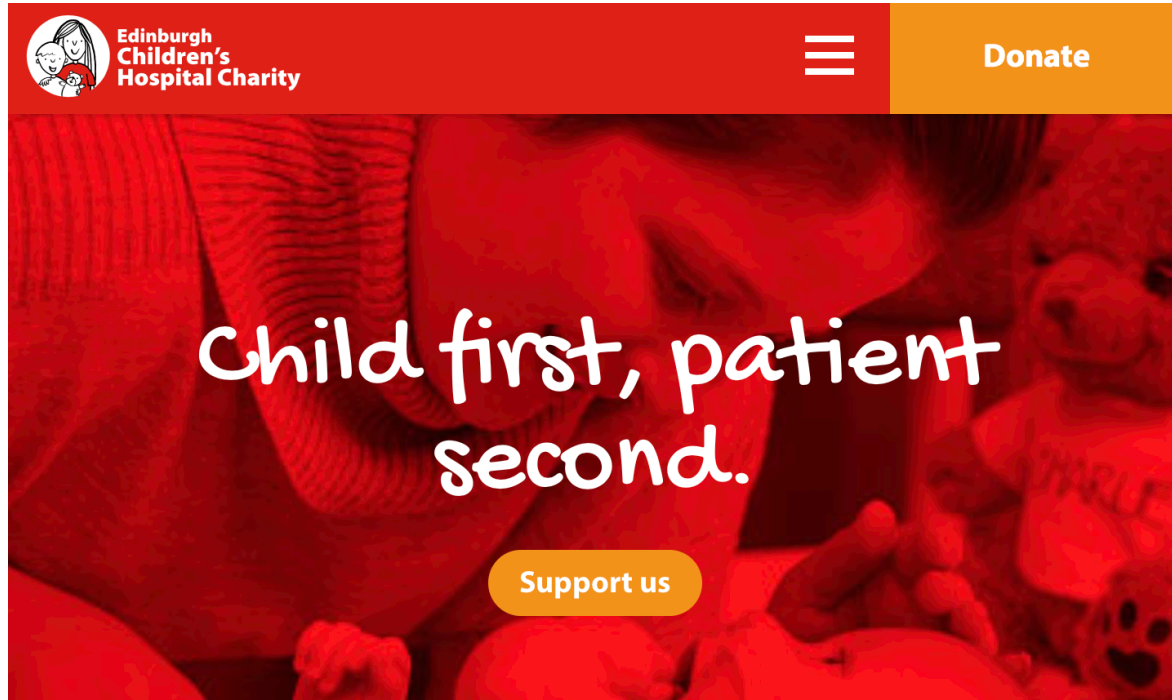 Edinburgh
Children's
Hospital Charity
Donate
Child first, patient
second.
Support us